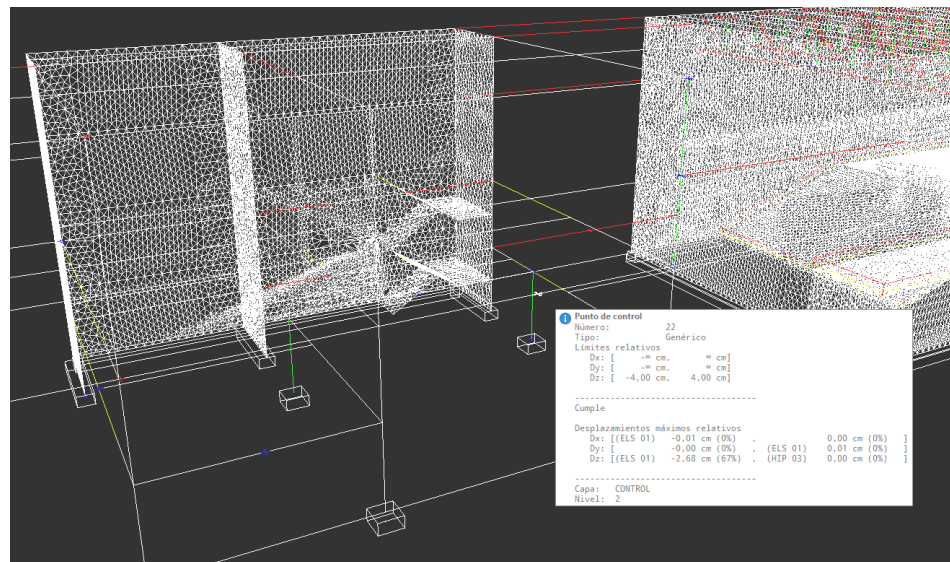 Punto de control
Número: 22
Tipo: Genérico
Límites relativos
Dx: [ -∞ cm. ∞ cm]
Dy: [ -∞ cm. ∞ cm]
Dz: [ -4.00 cm. 4.00 cm]
-----------------------------------
Cumple
Desplazamientos máximos relativos
Dx: [(ELS 01) -0.01 cm (0%) , 0.00 cm (0%) ]
Dy: [ -0.00 cm (0%) , (ELS 01) 0.01 cm (0%) ]
Dz: [(ELS 01) -2.68 cm (67%) , (HIP 03) 0.00 cm (0%) ]
-----------------------------------
Capa: CONTROL
Nivel: 2